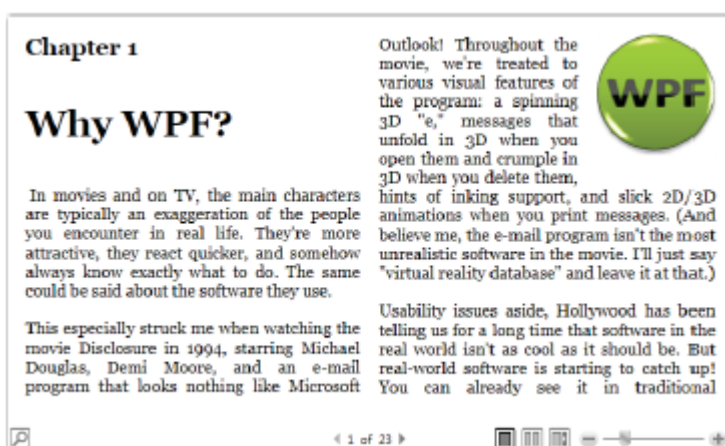 Chapter 1
Why WPF?
In movies and on TV, the main characters
are typically an exaggeration of the people
you encounter in real life. They're more
attractive, they react quicker, and somehow
always know exactly what to do. The same
could be said about the software they use.
This especially struck me when watching the
movie Disclosure in 1994, starring Michael
Douglas, Demi Moore, and an e-mail
program that looks nothing like Microsoft
Outlook! Throughout the
movie, we're treated to
various visual features of
the program: a spinning
3D "e," messages that
unfold in 3D when you
open them and crumple in
3D when you delete them,
hints of inking support, and slick 2D/3D
animations when you print messages. (And
believe me, the e-mail program isn't the most
unrealistic software in the movie. I'll just say
"virtual reality database" and leave it at that.)
Usability issues aside, Hollywood has been
telling us for a long time that software in the
real world isn't as cool as it should be. But
real-world software is starting to catch up!
You can already see it in traditional
WPF
1 of 23